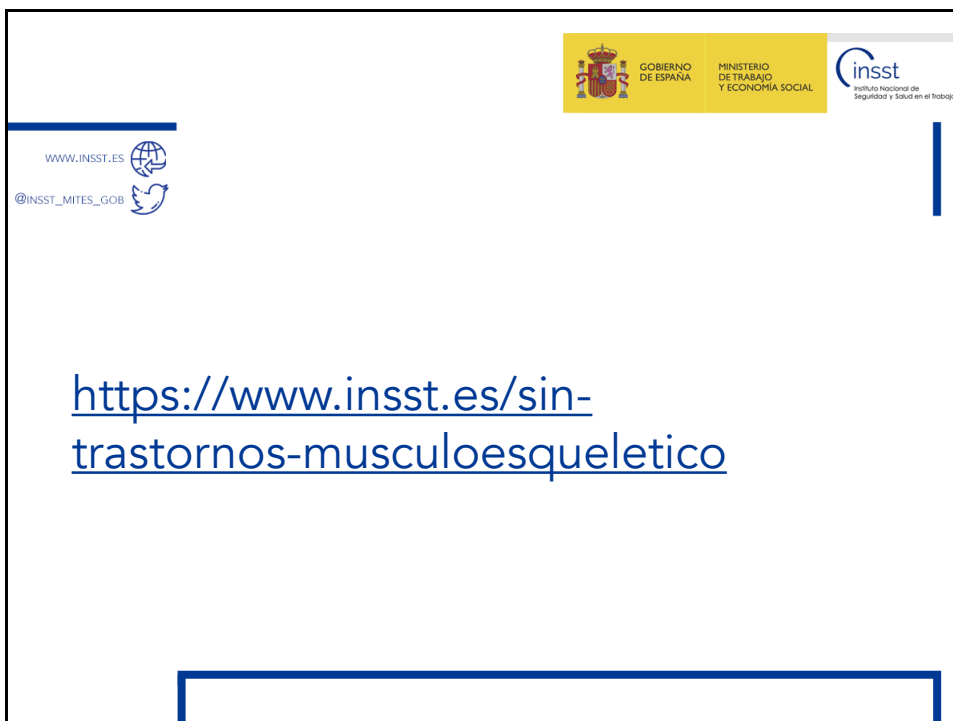 GOBIERNO
DE ESPAÑA
MINISTERIO
DE TRABAJO
Y ECONOMÍA SOCIAL
insst
Instituto Nacional de
Seguridad y Salud en el Trabajo
WWW.INSST.ES
@INSST_MITES_GOB
https://www.insst.es/sin-
trastornos-musculoesqueletico